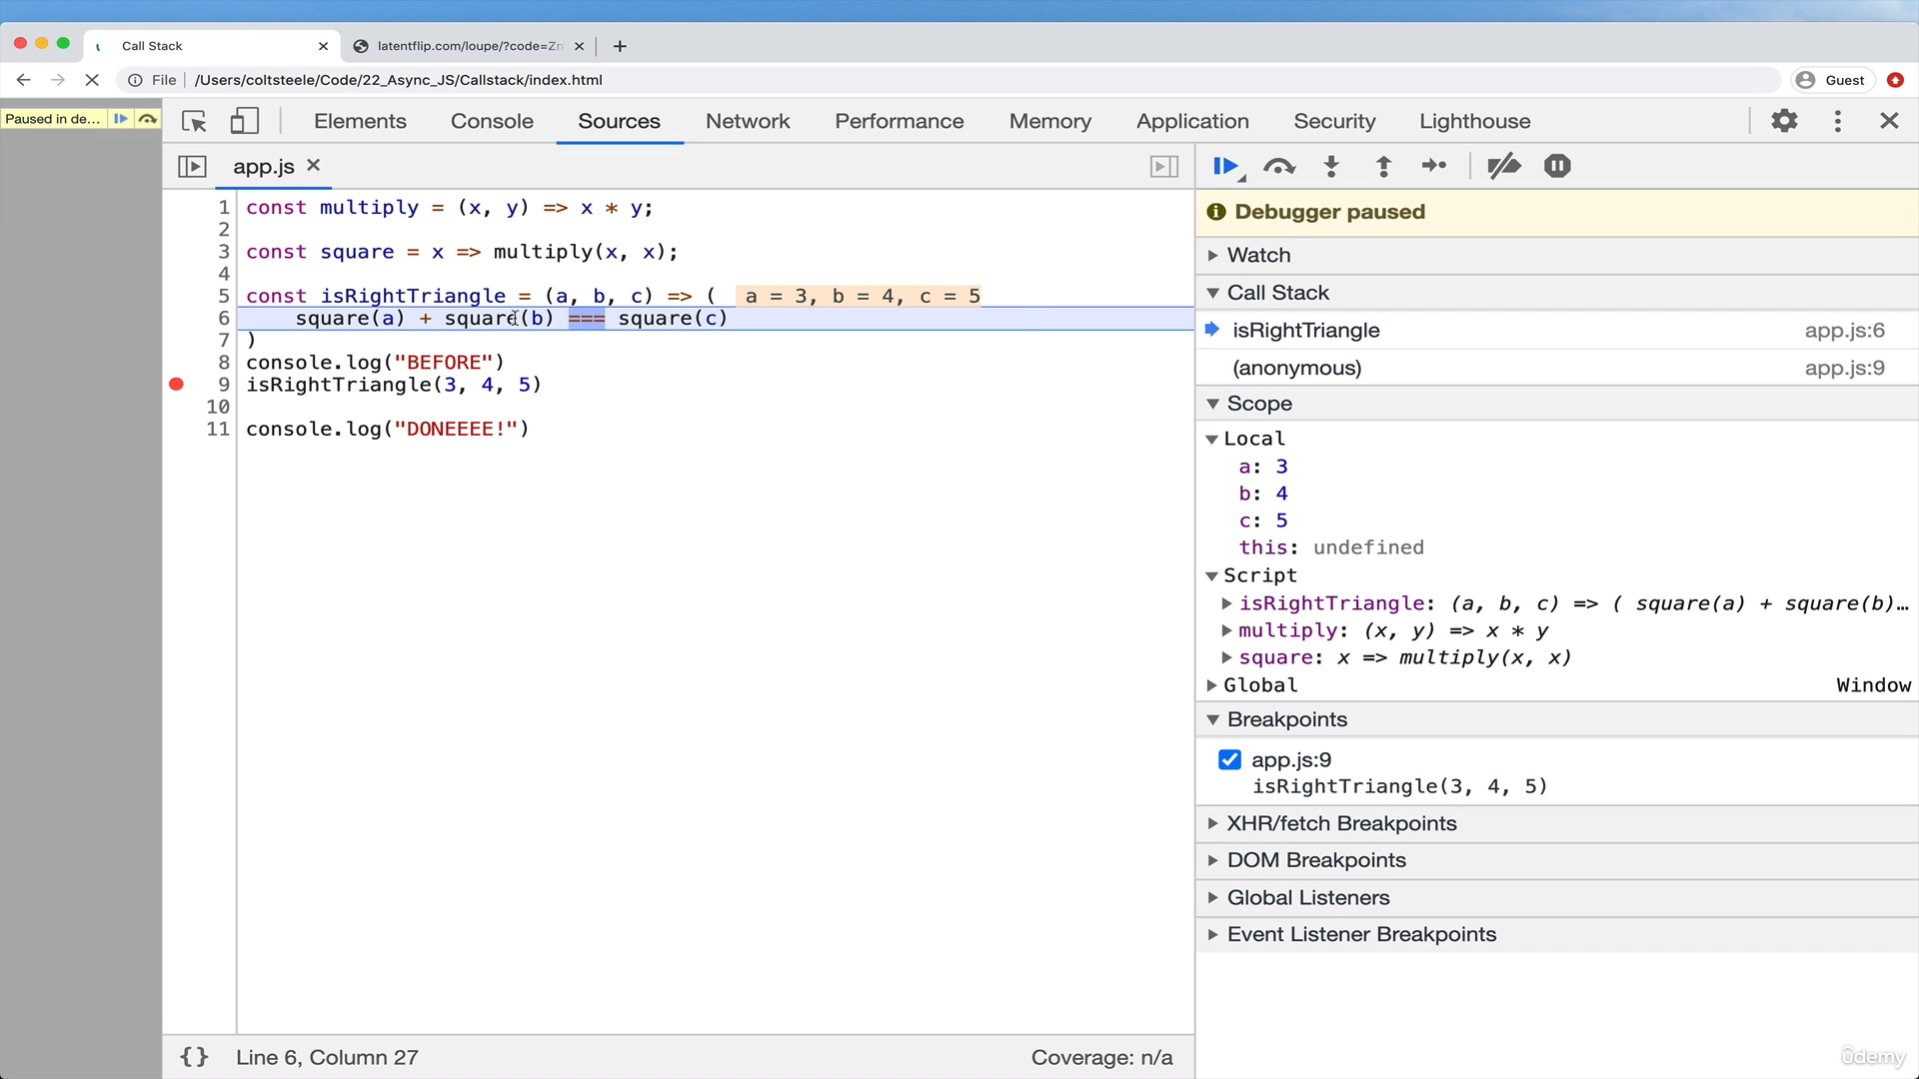 Call Stack
latentflip.com/loupe/?code=Zn
File
/Users/coltsteele/Code/22_Async_JS/Callstack/index.html
Guest
Paused in de...
Elements Console Sources Network Performance Memory Application Security Lighthouse
app.js
1 const multiply = (x, y) => x * y;
2
3 const square = x => multiply(x, x);
4
5 const isRightTriangle = (a, b, c) => ( a = 3, b = 4, c = 5
6 square(a) + square(b) === square(c)
7 )
8 console.log("BEFORE")
9 isRightTriangle(3, 4, 5)
10
11 console.log("DONEEEE!")
{ } Line 6, Column 27
Coverage: n/a
Debugger paused
Watch
Call Stack
isRightTriangle app.js:6
(anonymous) app.js:9
Scope
Local
a: 3
b: 4
c: 5
this: undefined
Script
isRightTriangle: (a, b, c) => ( square(a) + square(b)…
multiply: (x, y) => x * y
square: x => multiply(x, x)
Global Window
Breakpoints
app.js:9
isRightTriangle(3, 4, 5)
XHR/fetch Breakpoints
DOM Breakpoints
Global Listeners
Event Listener Breakpoints
ûdemy